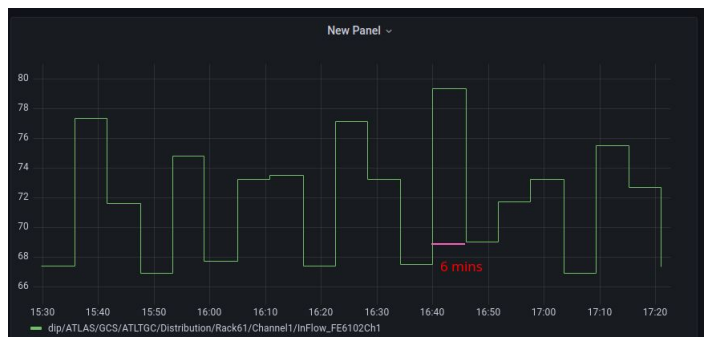 New Panel
80
78
76
74
72
70
68
66
6 mins
15:30 15:40 15:50 16:00 16:10 16:20 16:30 16:40 16:50 17:00 17:10 17:20
dip/ATLAS/GCS/ATLTGC/Distribution/Rack61/Channel1/InFlow_FE6102Ch1